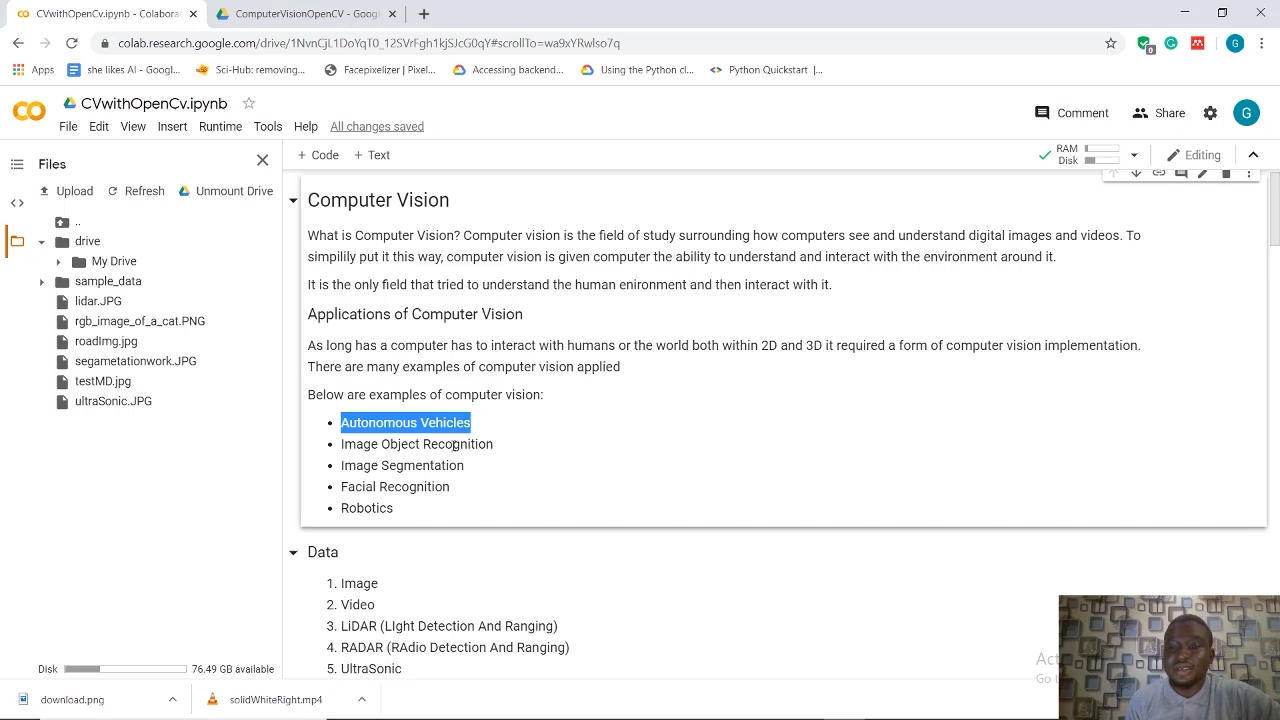 CVwithOpenCv.ipynb - Colaborat
ComputerVisionOpenCV - Google
colab.research.google.com/drive/1NvnCjL1DoYqT0_12SVrFgh1kjSJcG0qY#scrollTo=wa9xYRwlso7q
Apps
she likes AI - Googl...
Sci-Hub: removing...
Facepixelizer | Pixel...
Accessing backend...
Using the Python cl...
Python Quickstart |...
CVwithOpenCv.ipynb
File Edit View Insert Runtime Tools Help All changes saved
Comment
Share
G
Files
Upload Refresh Unmount Drive
..
drive
My Drive
sample_data
lidar.JPG
rgb_image_of_a_cat.PNG
roadImg.jpg
segametationwork.JPG
testMD.jpg
ultraSonic.JPG
Disk 76.49 GB available
+ Code + Text
RAM
Disk
Editing
Computer Vision
What is Computer Vision? Computer vision is the field of study surrounding how computers see and understand digital images and videos. To
simpilily put it this way, computer vision is given computer the ability to understand and interact with the environment around it.
It is the only field that tried to understand the human enironment and then interact with it.
Applications of Computer Vision
As long has a computer has to interact with humans or the world both within 2D and 3D it required a form of computer vision implementation.
There are many examples of computer vision applied
Below are examples of computer vision:
• Autonomous Vehicles
• Image Object Recognition
• Image Segmentation
• Facial Recognition
• Robotics
Data
1. Image
2. Video
3. LiDAR (LIght Detection And Ranging)
4. RADAR (RAdio Detection And Ranging)
5. UltraSonic
download.png
solidWhiteRight.mp4